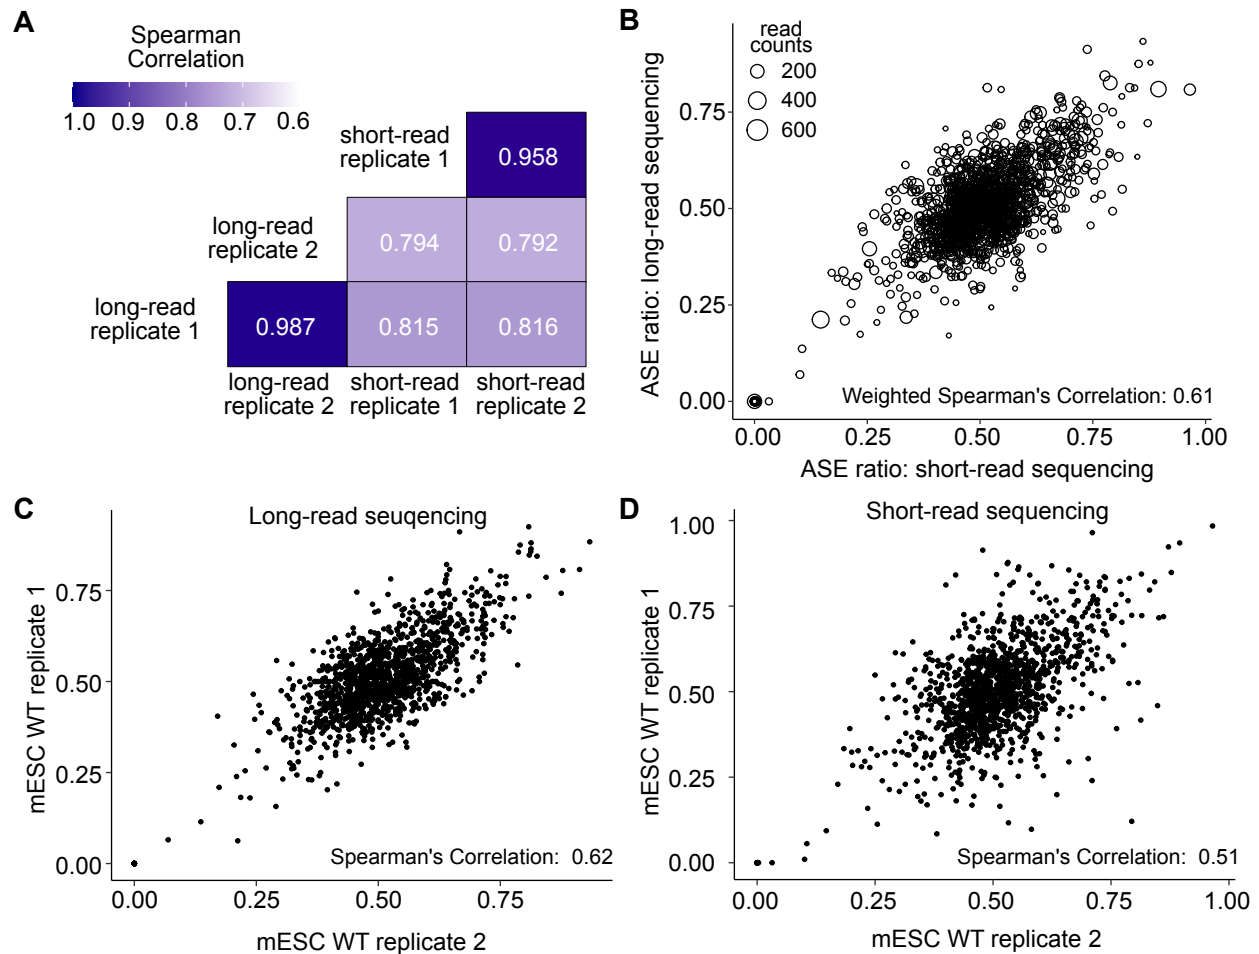 A
Spearman
Correlation
1.0 0.9 0.8 0.7 0.6
short-read
replicate 1
0.958
long-read
replicate 2
0.794 0.792
long-read
replicate 1
0.987 0.815 0.816
long-read
replicate 2
short-read
replicate 1
short-read
replicate 2
B
read
counts
200
400
600
ASE ratio: long-read sequencing
0.75
0.50
0.25
0.00
Weighted Spearman's Correlation: 0.61
0.00 0.25 0.50 0.75 1.00
ASE ratio: short-read sequencing
C
Long-read seuqencing
mESC WT replicate 1
0.75
0.50
0.25
0.00
Spearman's Correlation: 0.62
0.00 0.25 0.50 0.75
mESC WT replicate 2
D
Short-read sequencing
mESC WT replicate 1
1.00
0.75
0.50
0.25
0.00
Spearman's Correlation: 0.51
0.00 0.25 0.50 0.75 1.00
mESC WT replicate 2